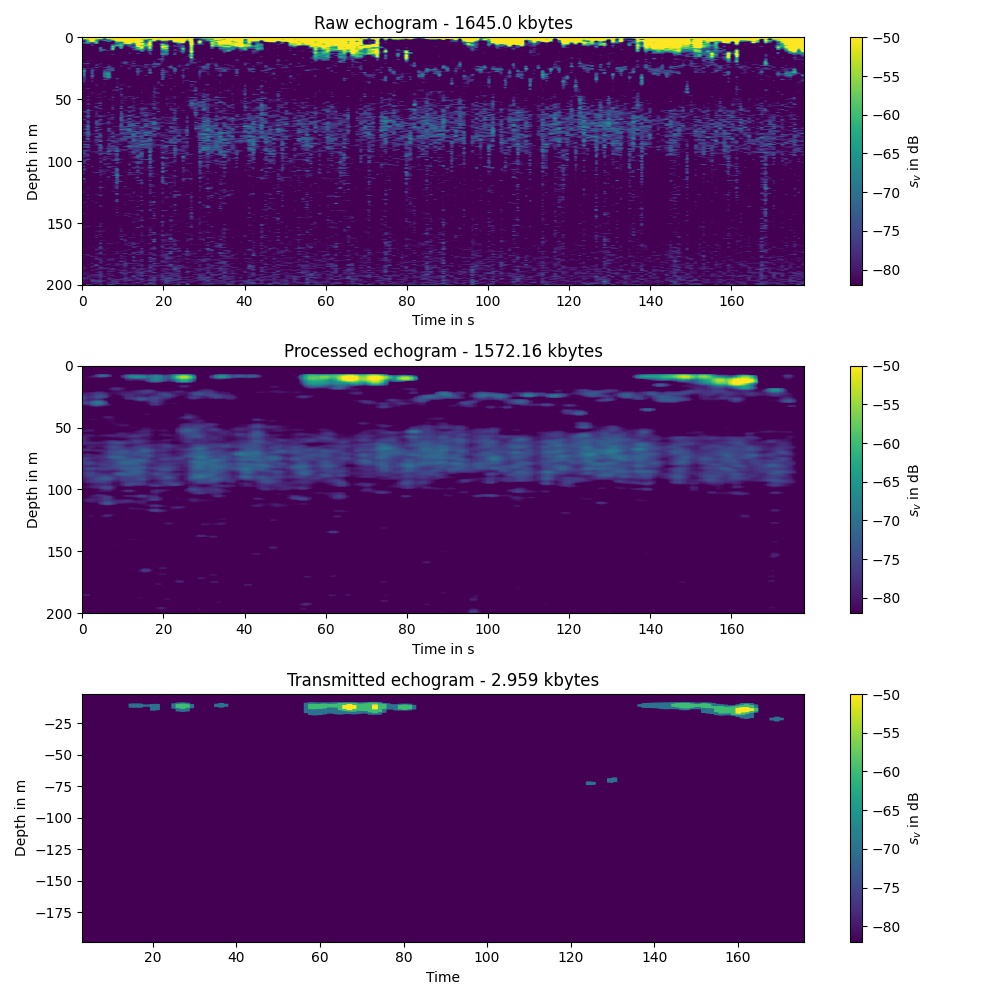 Raw echogram - 1645.0 kbytes
0
50
100
150
200
Depth in m
0 20 40 60 80 100 120 140 160
Time in s
−50
−55
−60
−65
−70
−75
−80
sv in dB
Processed echogram - 1572.16 kbytes
0
50
100
150
200
Depth in m
0 20 40 60 80 100 120 140 160
Time in s
−50
−55
−60
−65
−70
−75
−80
sv in dB
Transmitted echogram - 2.959 kbytes
−25
−50
−75
−100
−125
−150
−175
Depth in m
20 40 60 80 100 120 140 160
Time
−50
−55
−60
−65
−70
−75
−80
sv in dB